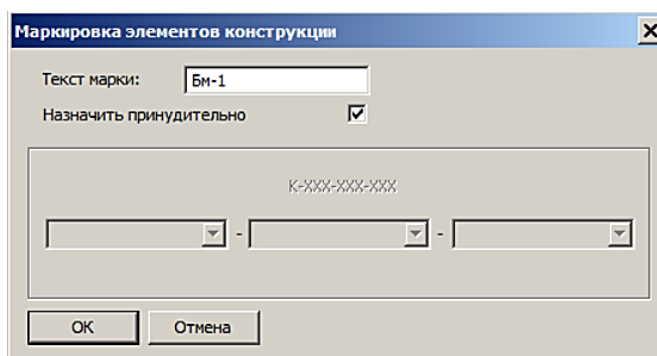 Маркировка элементов конструкции
Текст марки: Бм-1
Назначить принудительно
К-XXX-XXX-XXX
- -
OK Отмена